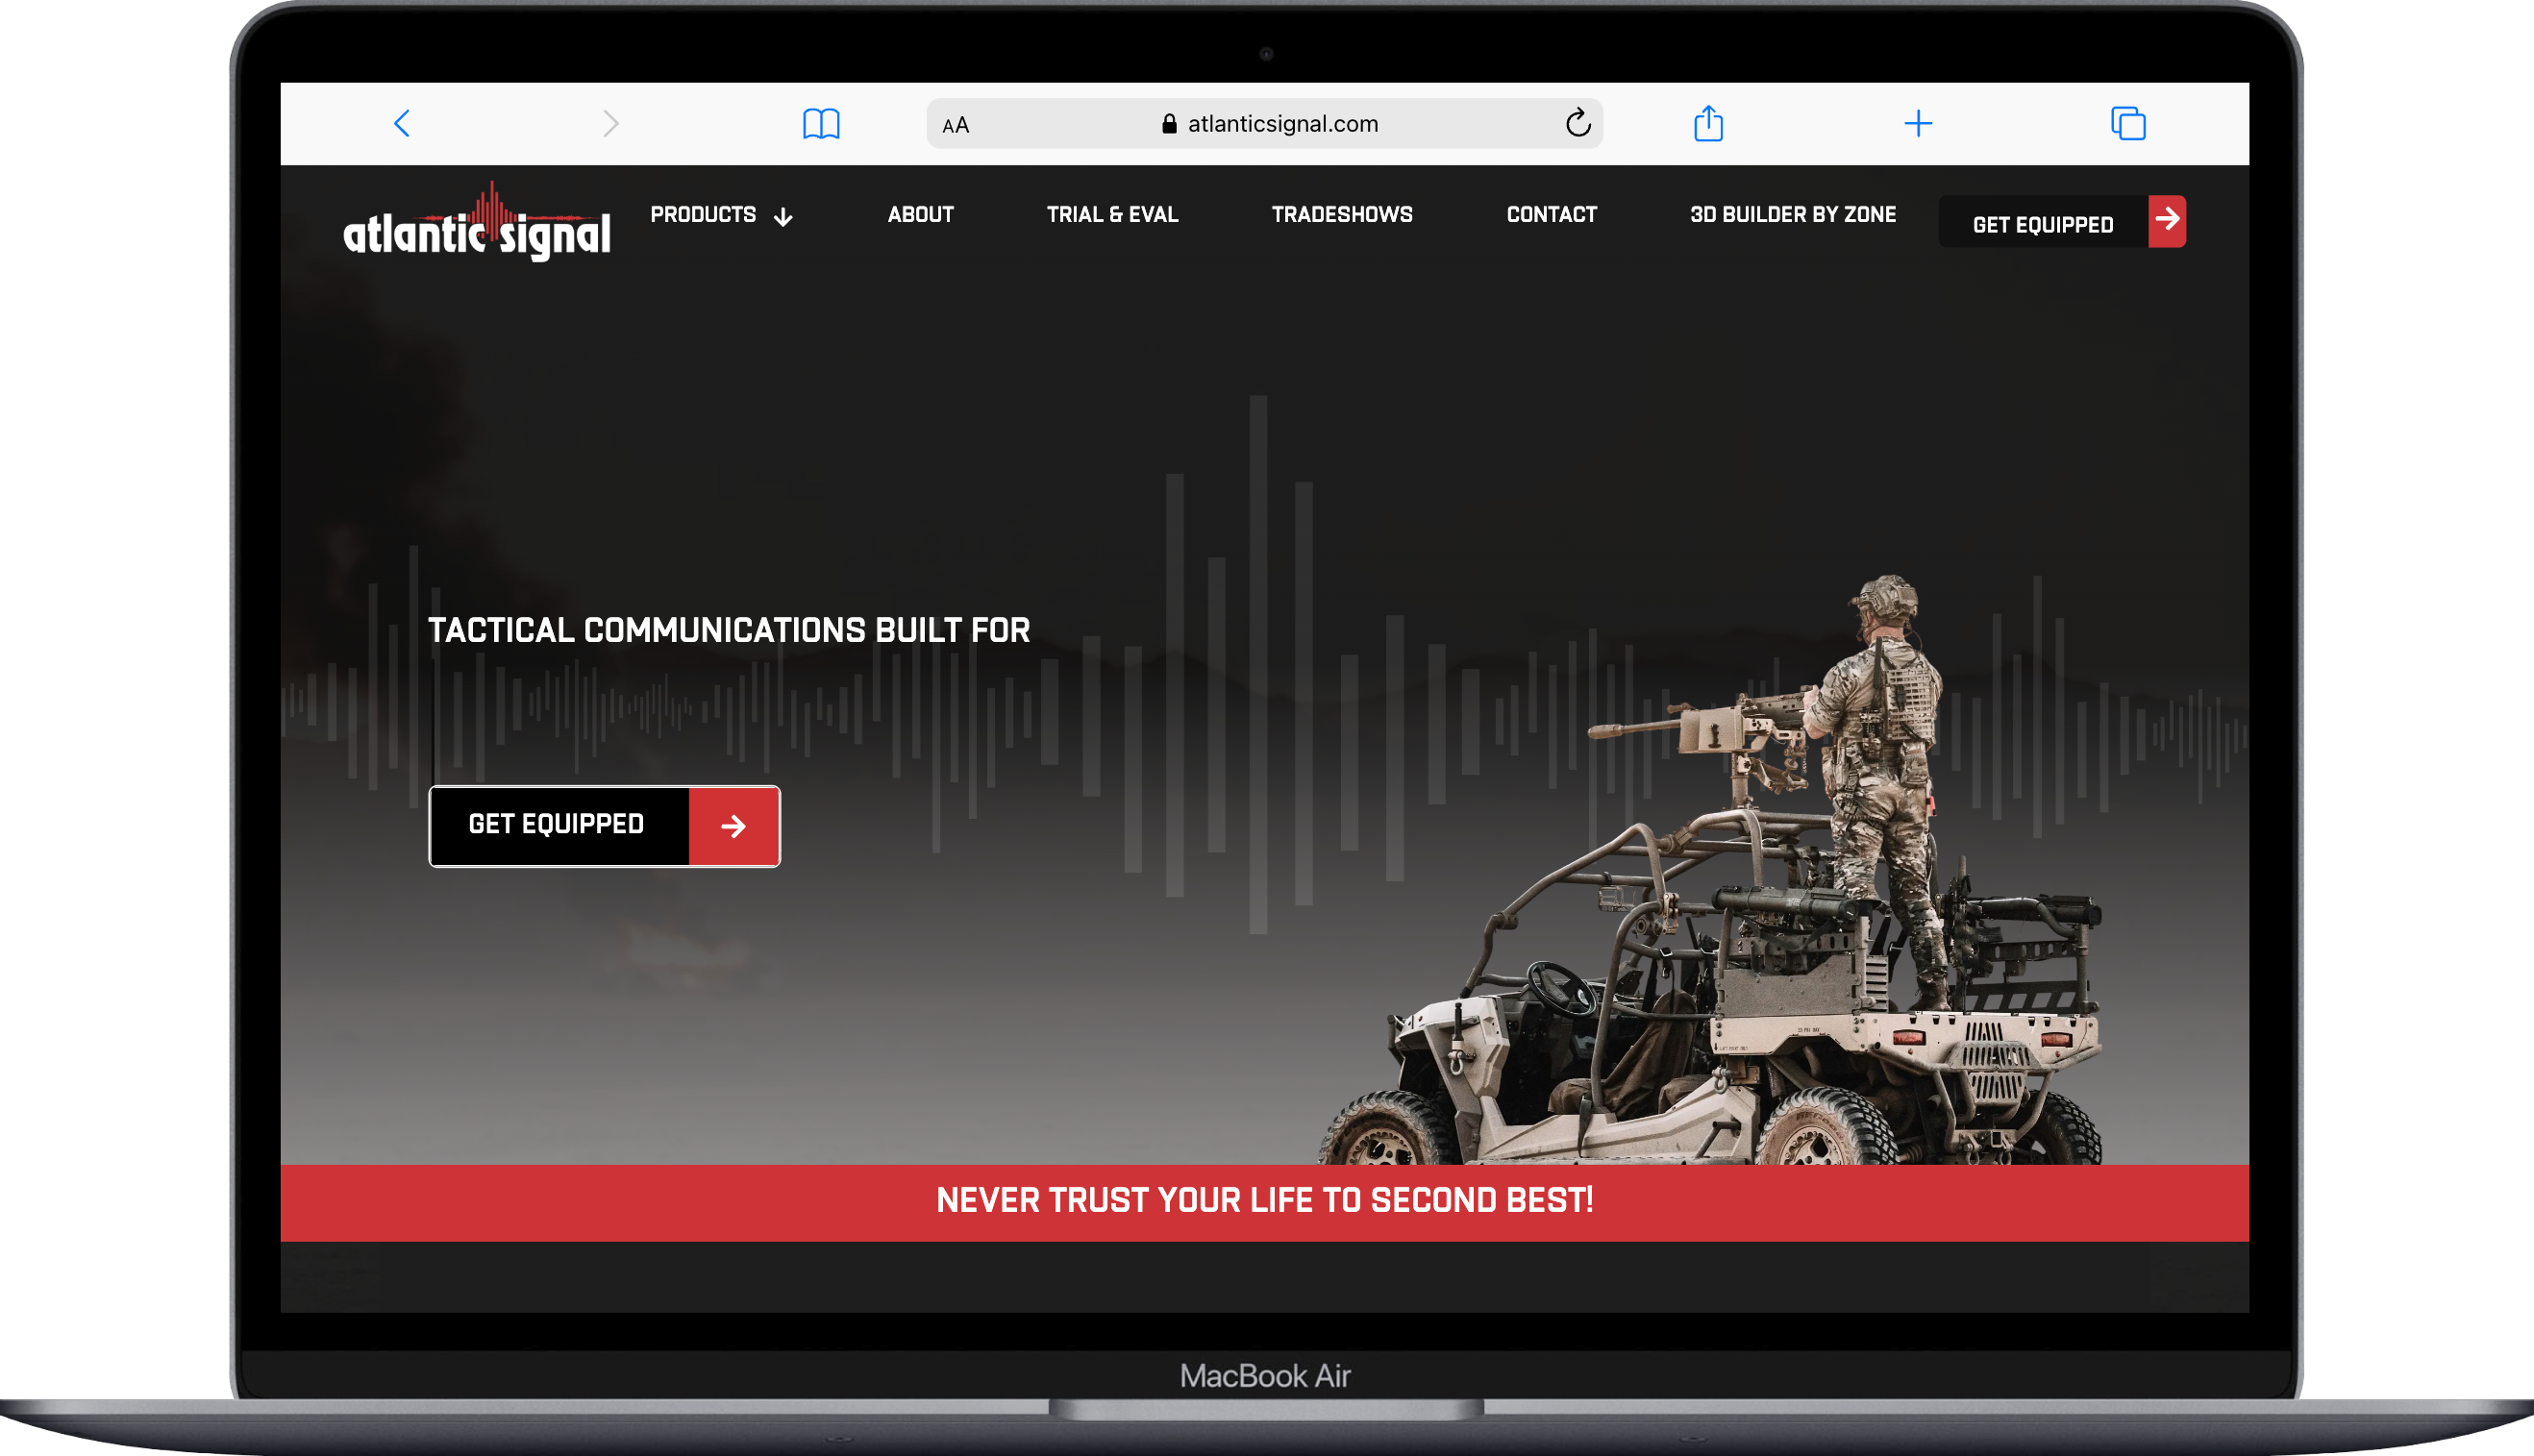 AA
atlanticsignal.com
atlantic signal
PRODUCTS
ABOUT
TRIAL & EVAL
TRADESHOWS
CONTACT
3D BUILDER BY ZONE
GET EQUIPPED
TACTICAL COMMUNICATIONS BUILT FOR
GET EQUIPPED
NEVER TRUST YOUR LIFE TO SECOND BEST!
MacBook Air